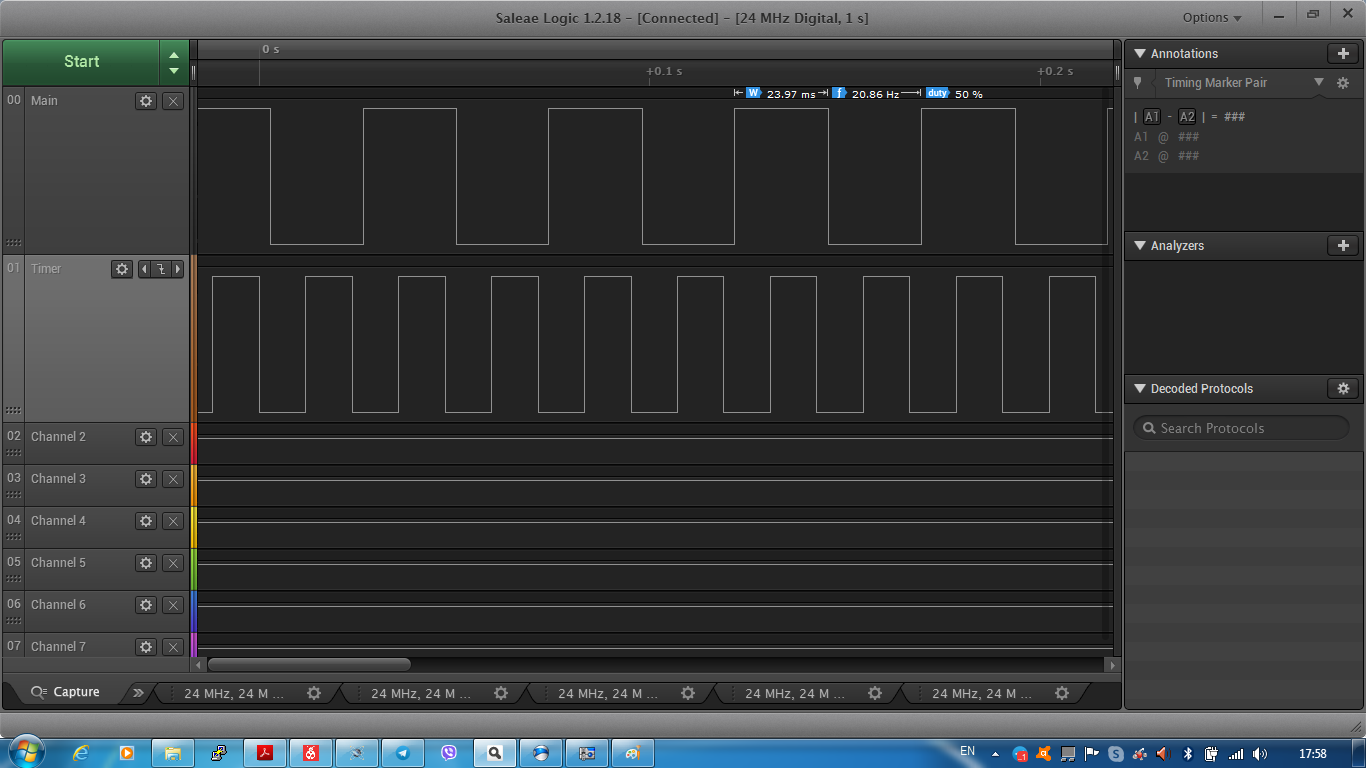 Saleae Logic 1.2.18 - [Connected] - [24 MHz Digital, 1 s]
Options
Start
0 s
+0.1 s
+0.2 s
Annotations
Timing Marker Pair
| A1 - A2 | = ###
A1 @ ###
A2 @ ###
00 Main
W 23.97 ms f 20.86 Hz duty 50 %
01 Timer
Analyzers
Decoded Protocols
Search Protocols
02 Channel 2
03 Channel 3
04 Channel 4
05 Channel 5
06 Channel 6
07 Channel 7
Capture
24 MHz, 24 M ...
24 MHz, 24 M ...
24 MHz, 24 M ...
24 MHz, 24 M ...
24 MHz, 24 M ...
EN
17:58